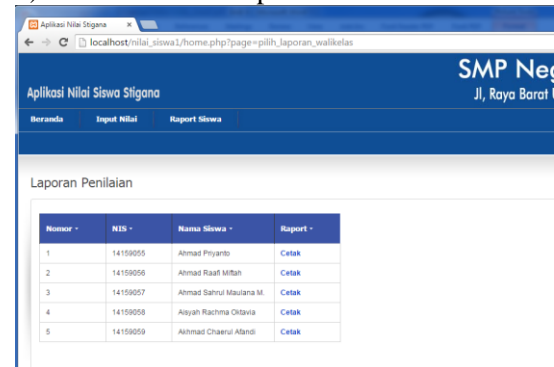 Aplikasi Nilai Stigana
localhost/nilai_siswa1/home.php?page=pilih_laporan_walikelas
SMP Neg
Aplikasi Nilai Siswa Stigana
Jl, Raya Barat
Beranda Input Nilai Raport Siswa
Laporan Penilaian
Nomor NIS Nama Siswa Raport
1 14159055 Ahmad Priyanto Cetak
2 14159056 Ahmad Raafi Miftah Cetak
3 14159057 Ahmad Sahrul Maulana M. Cetak
4 14159058 Aisyah Rachma Oktavia Cetak
5 14159059 Akhmad Chaerul Afandi Cetak